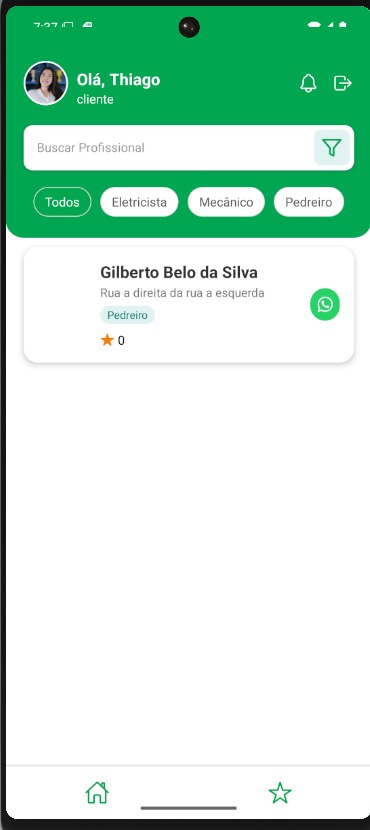 Olá, Thiago
cliente
Buscar Profissional
Todos Eletricista Mecânico Pedreiro
Gilberto Belo da Silva
Rua a direita da rua a esquerda
Pedreiro
0